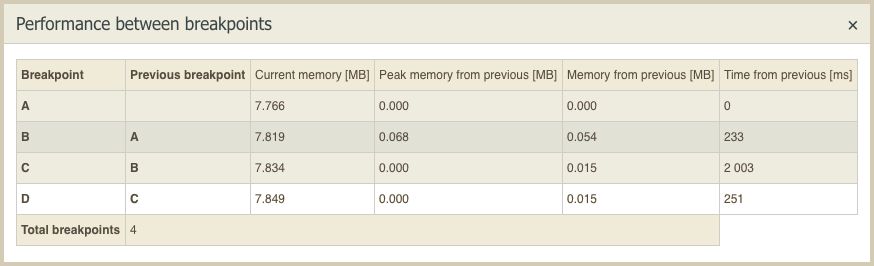 Performance between breakpoints ×
Breakpoint Previous breakpoint Current memory [MB] Peak memory from previous [MB] Memory from previous [MB] Time from previous [ms]
A 7.766 0.000 0.000 0
B A 7.819 0.068 0.054 233
C B 7.834 0.000 0.015 2 003
D C 7.849 0.000 0.015 251
Total breakpoints 4